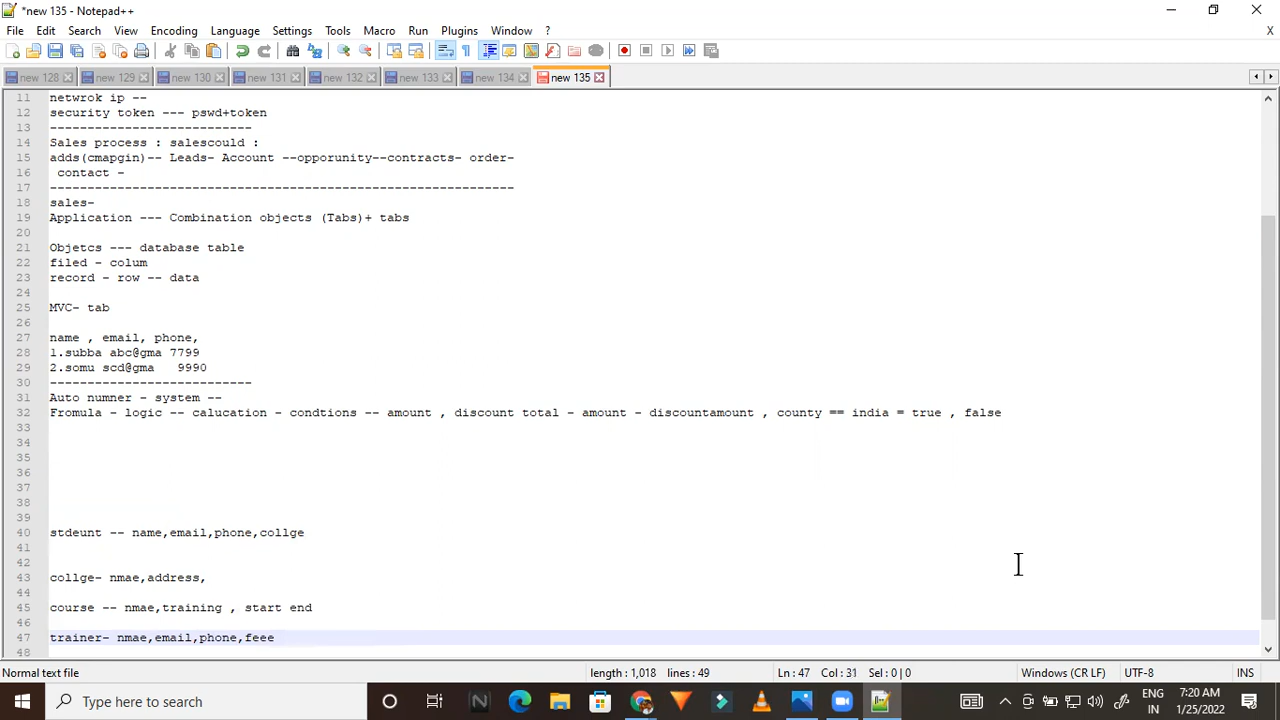 *new 135 - Notepad++
File Edit Search View Encoding Language Settings Tools Macro Run Plugins Window ?
X
new 128 new 129 new 130 new 131 new 132 new 133 new 134 new 135
11 netwrok ip --
12 security token --- pswd+token
13 ---------------------------
14 Sales process : salescould :
15 adds(cmapgin)-- Leads- Account --opporunity--contracts- order-
16 contact -
17 --------------------------------------------------------------
18 sales-
19 Application --- Combination objects (Tabs)+ tabs
20
21 Objetcs --- database table
22 filed - colum
23 record - row -- data
24
25 MVC- tab
26
27 name , email, phone,
28 1.subba abc@gma 7799
29 2.somu scd@gma   9990
30 ---------------------------
31 Auto numner - system --
32 Fromula - logic -- calucation - condtions -- amount , discount total - amount - discountamount , county == india = true , false
33
34
35
36
37
38
39
40 stdeunt -- name,email,phone,collge
41
42
43 collge- nmae,address,
44
45 course -- nmae,training , start end
46
47 trainer- nmae,email,phone,feee
48
Normal text file length : 1,018 lines : 49 Ln : 47 Col : 31 Sel : 0 | 0 Windows (CR LF) UTF-8 INS
Type here to search
ENG
IN
7:20 AM
1/25/2022